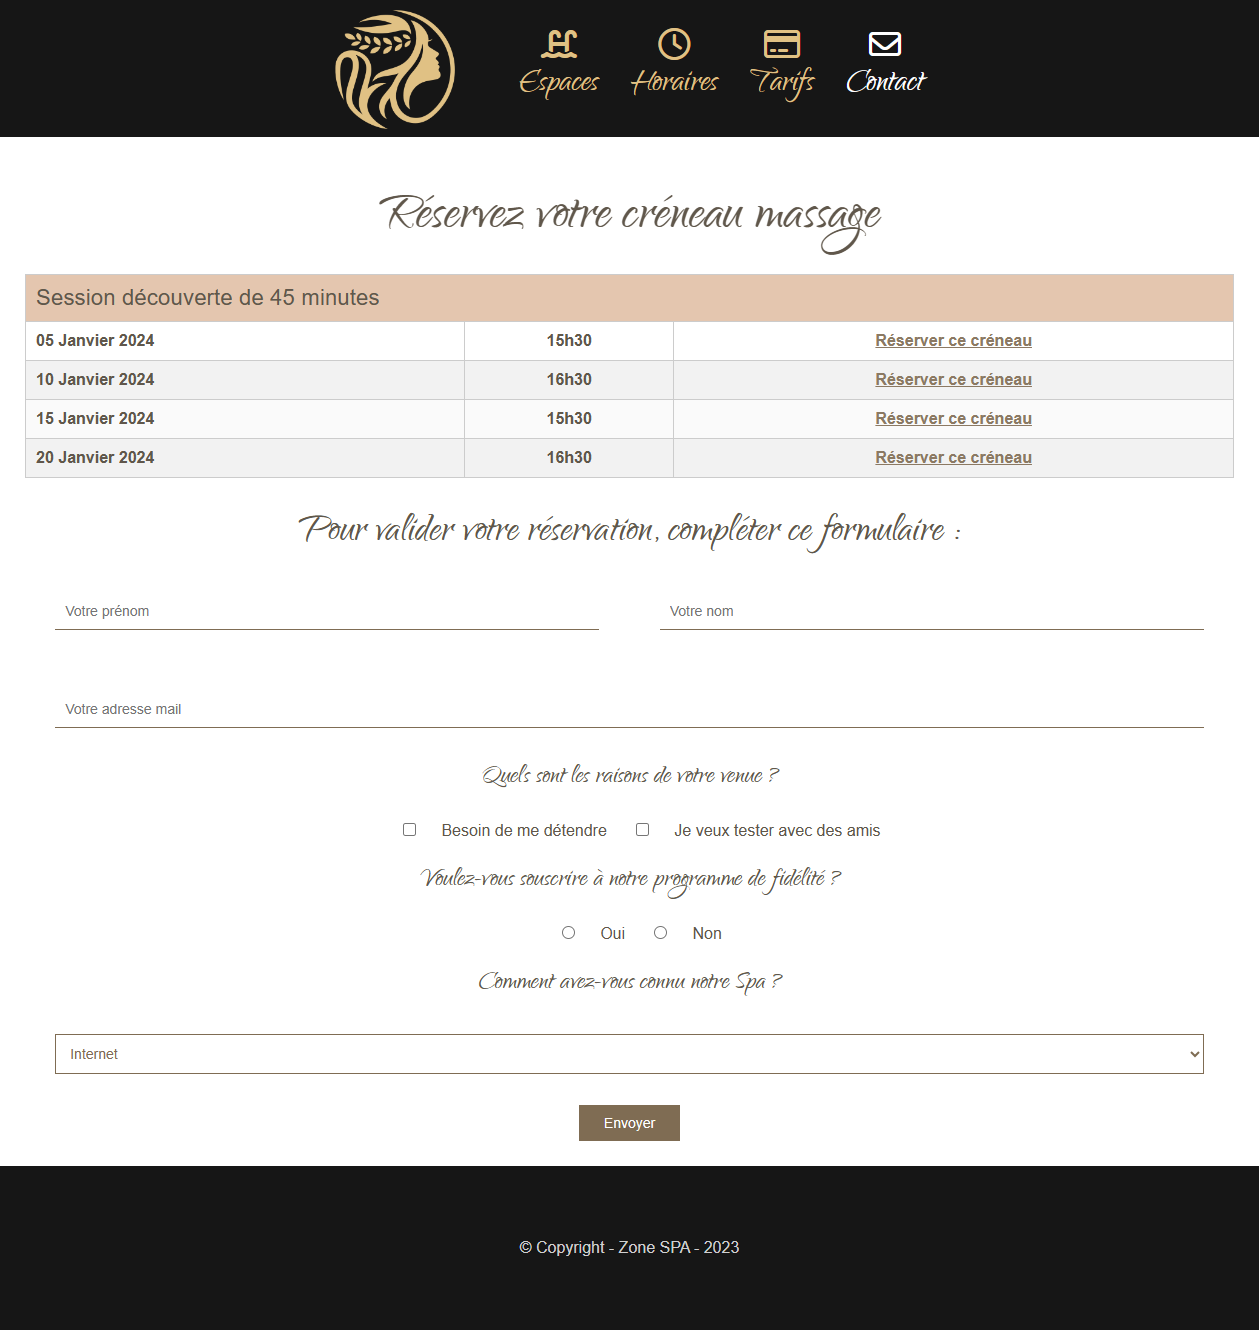 Espaces Horaires Tarifs Contact
Réservez votre créneau massage
Session découverte de 45 minutes
05 Janvier 2024 15h30 Réserver ce créneau
10 Janvier 2024 16h30 Réserver ce créneau
15 Janvier 2024 15h30 Réserver ce créneau
20 Janvier 2024 16h30 Réserver ce créneau
Pour valider votre réservation, compléter ce formulaire :
Votre prénom Votre nom
Votre adresse mail
Quels sont les raisons de votre venue ?
Besoin de me détendre Je veux tester avec des amis
Voulez-vous souscrire à notre programme de fidélité ?
Oui Non
Comment avez-vous connu notre Spa ?
Internet
Envoyer
© Copyright - Zone SPA - 2023